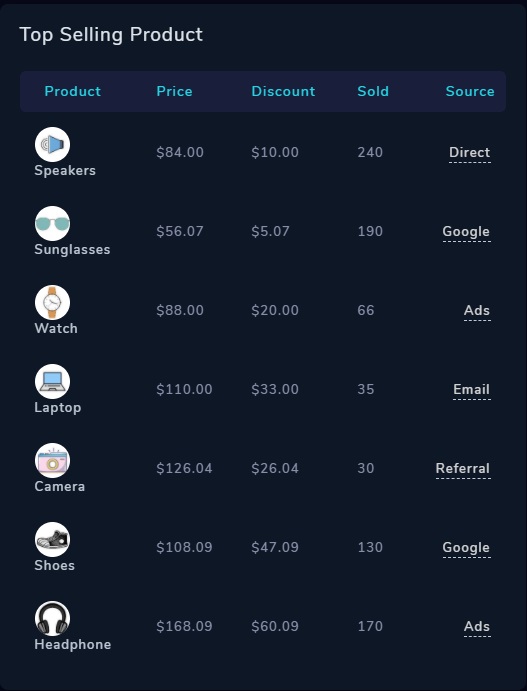 Top Selling Product
Product Price Discount Sold Source
Speakers $84.00 $10.00 240 Direct
Sunglasses $56.07 $5.07 190 Google
Watch $88.00 $20.00 66 Ads
Laptop $110.00 $33.00 35 Email
Camera $126.04 $26.04 30 Referral
Shoes $108.09 $47.09 130 Google
Headphone $168.09 $60.09 170 Ads